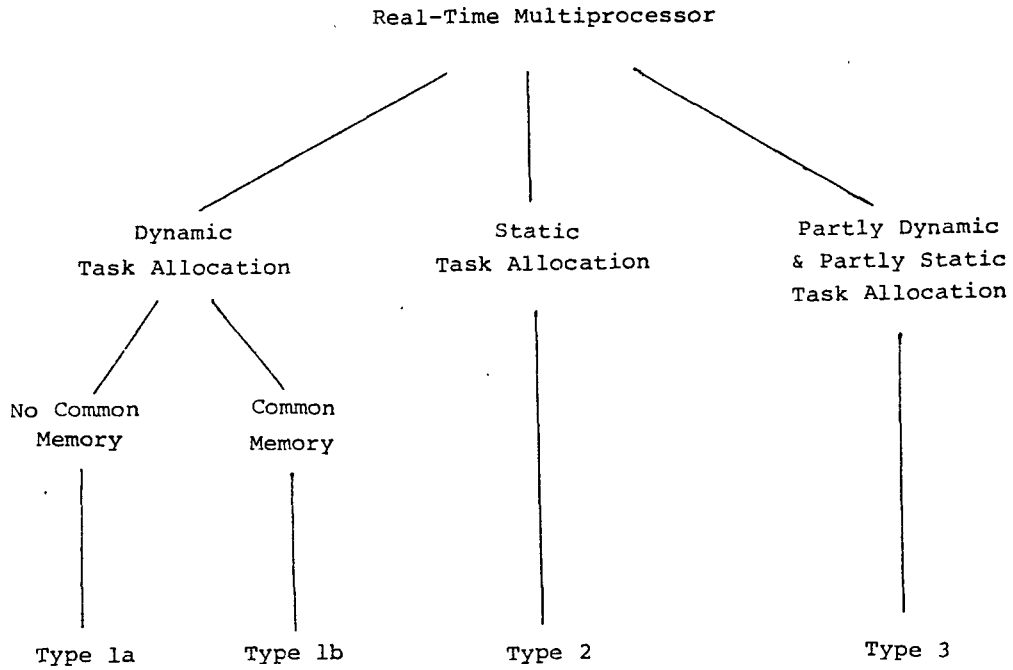 Real-Time Multiprocessor
Dynamic
Task Allocation
Static
Task Allocation
Partly Dynamic
& Partly Static
Task Allocation
No Common
Memory
Common
Memory
Type 1a
Type 1b
Type 2
Type 3